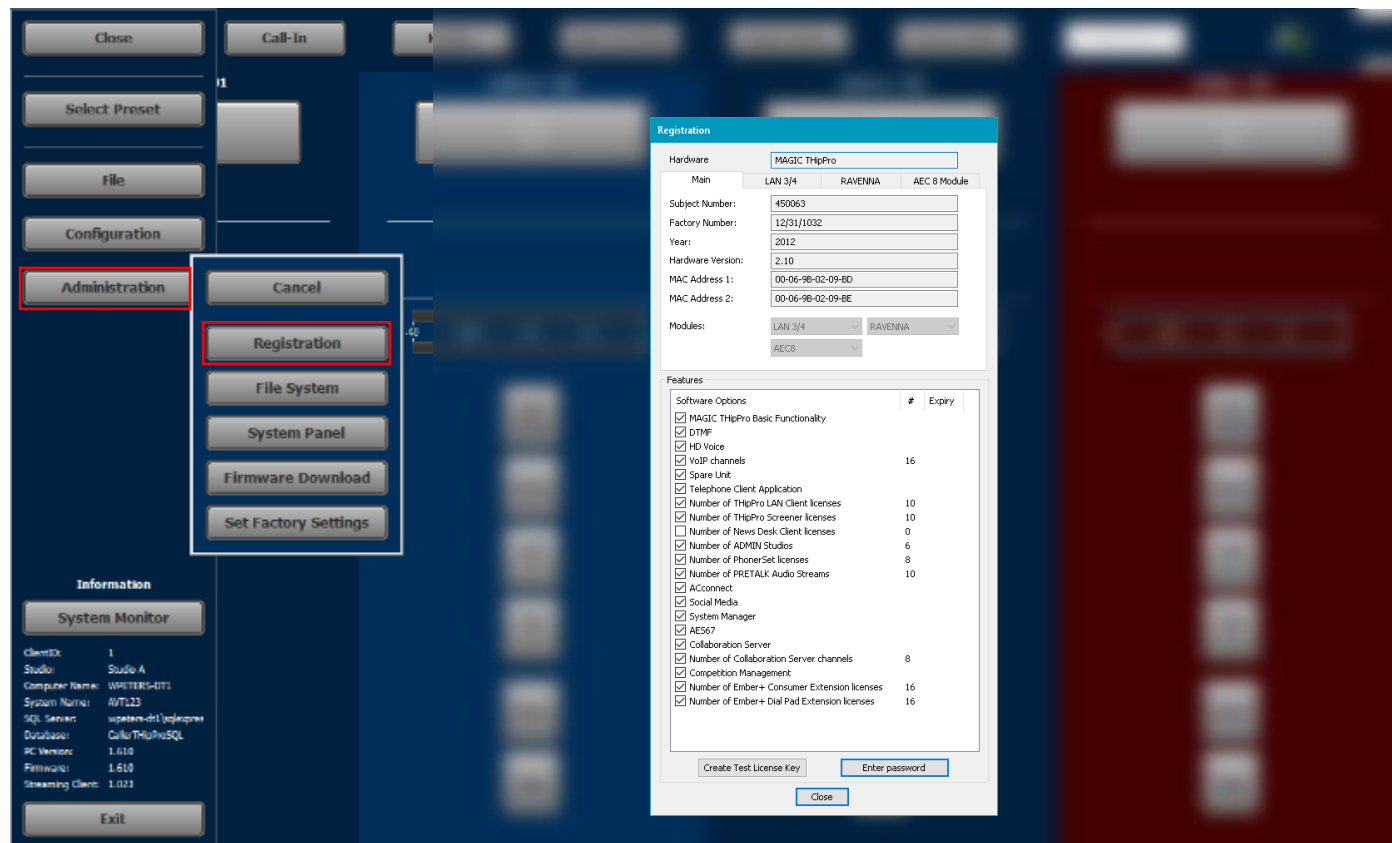 Close
Call-In
Select Preset
File
Configuration
Administration
Cancel
Registration
File System
System Panel
Firmware Download
Set Factory Settings
Information
System Monitor
ClientID: 1
Studio: Studio A
Computer Name: WPETERS-DT1
System Name: AVT123
SQL Server: wpeters-dt1\sqlexpres
Database: CallerTHipProSQL
PC Version: 1.610
Firmware: 1.610
Streaming Client: 1.023
Exit
Registration
Hardware MAGIC THipPro
Main LAN 3/4 RAVENNA AEC 8 Module
Subject Number: 450063
Factory Number: 12/31/1032
Year: 2012
Hardware Version: 2.10
MAC Address 1: 00-06-9B-02-09-BD
MAC Address 2: 00-06-9B-02-09-BE
Modules: LAN 3/4 RAVENNA
AEC8
Features
Software Options # Expiry
MAGIC THipPro Basic Functionality
DTMF
HD Voice
VoIP channels 16
Spare Unit
Telephone Client Application
Number of THipPro LAN Client licenses 10
Number of THipPro Screener licenses 10
Number of News Desk Client licenses 0
Number of ADMIN Studios 6
Number of PhonerSet licenses 8
Number of PRETALK Audio Streams 10
ACconnect
Social Media
System Manager
AES67
Collaboration Server
Number of Collaboration Server channels 8
Competition Management
Number of Ember+ Consumer Extension licenses 16
Number of Ember+ Dial Pad Extension licenses 16
Create Test License Key Enter password
Close